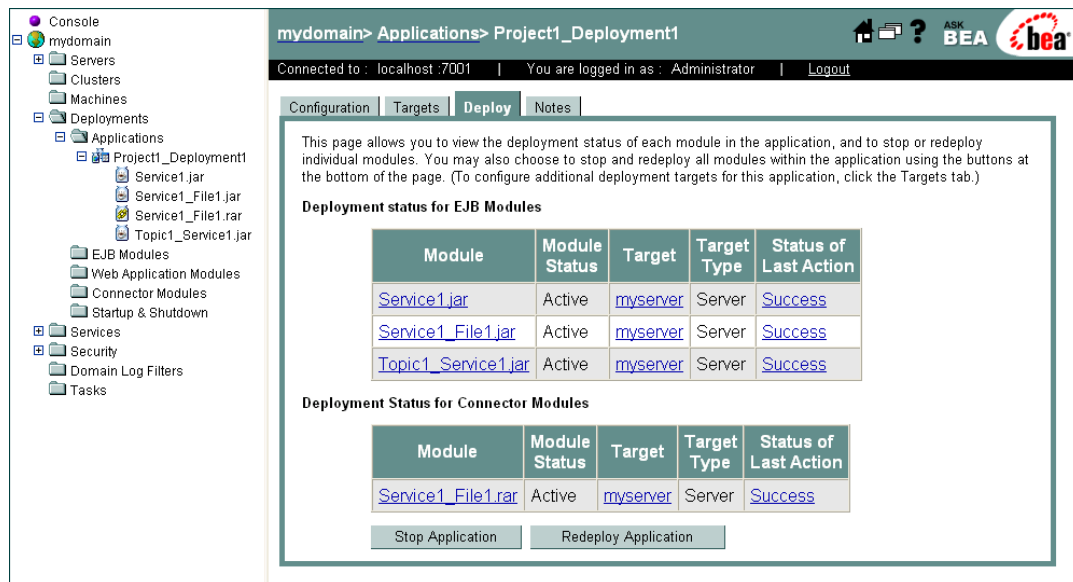 Console
mydomain
Servers
Clusters
Machines
Deployments
Applications
Project1_Deployment1
Service1.jar
Service1_File1.jar
Service1_File1.rar
Topic1_Service1.jar
EJB Modules
Web Application Modules
Connector Modules
Startup & Shutdown
Services
Security
Domain Log Filters
Tasks
mydomain> Applications> Project1_Deployment1
? ASK BEA bea
Connected to : localhost :7001 | You are logged in as : Administrator | Logout
Configuration Targets Deploy Notes
This page allows you to view the deployment status of each module in the application, and to stop or redeploy
individual modules. You may also choose to stop and redeploy all modules within the application using the buttons at
the bottom of the page. (To configure additional deployment targets for this application, click the Targets tab.)
Deployment status for EJB Modules
Module Module Status Target Target Type Status of Last Action
Service1.jar Active myserver Server Success
Service1_File1.jar Active myserver Server Success
Topic1_Service1.jar Active myserver Server Success
Deployment Status for Connector Modules
Module Module Status Target Target Type Status of Last Action
Service1_File1.rar Active myserver Server Success
Stop Application Redeploy Application